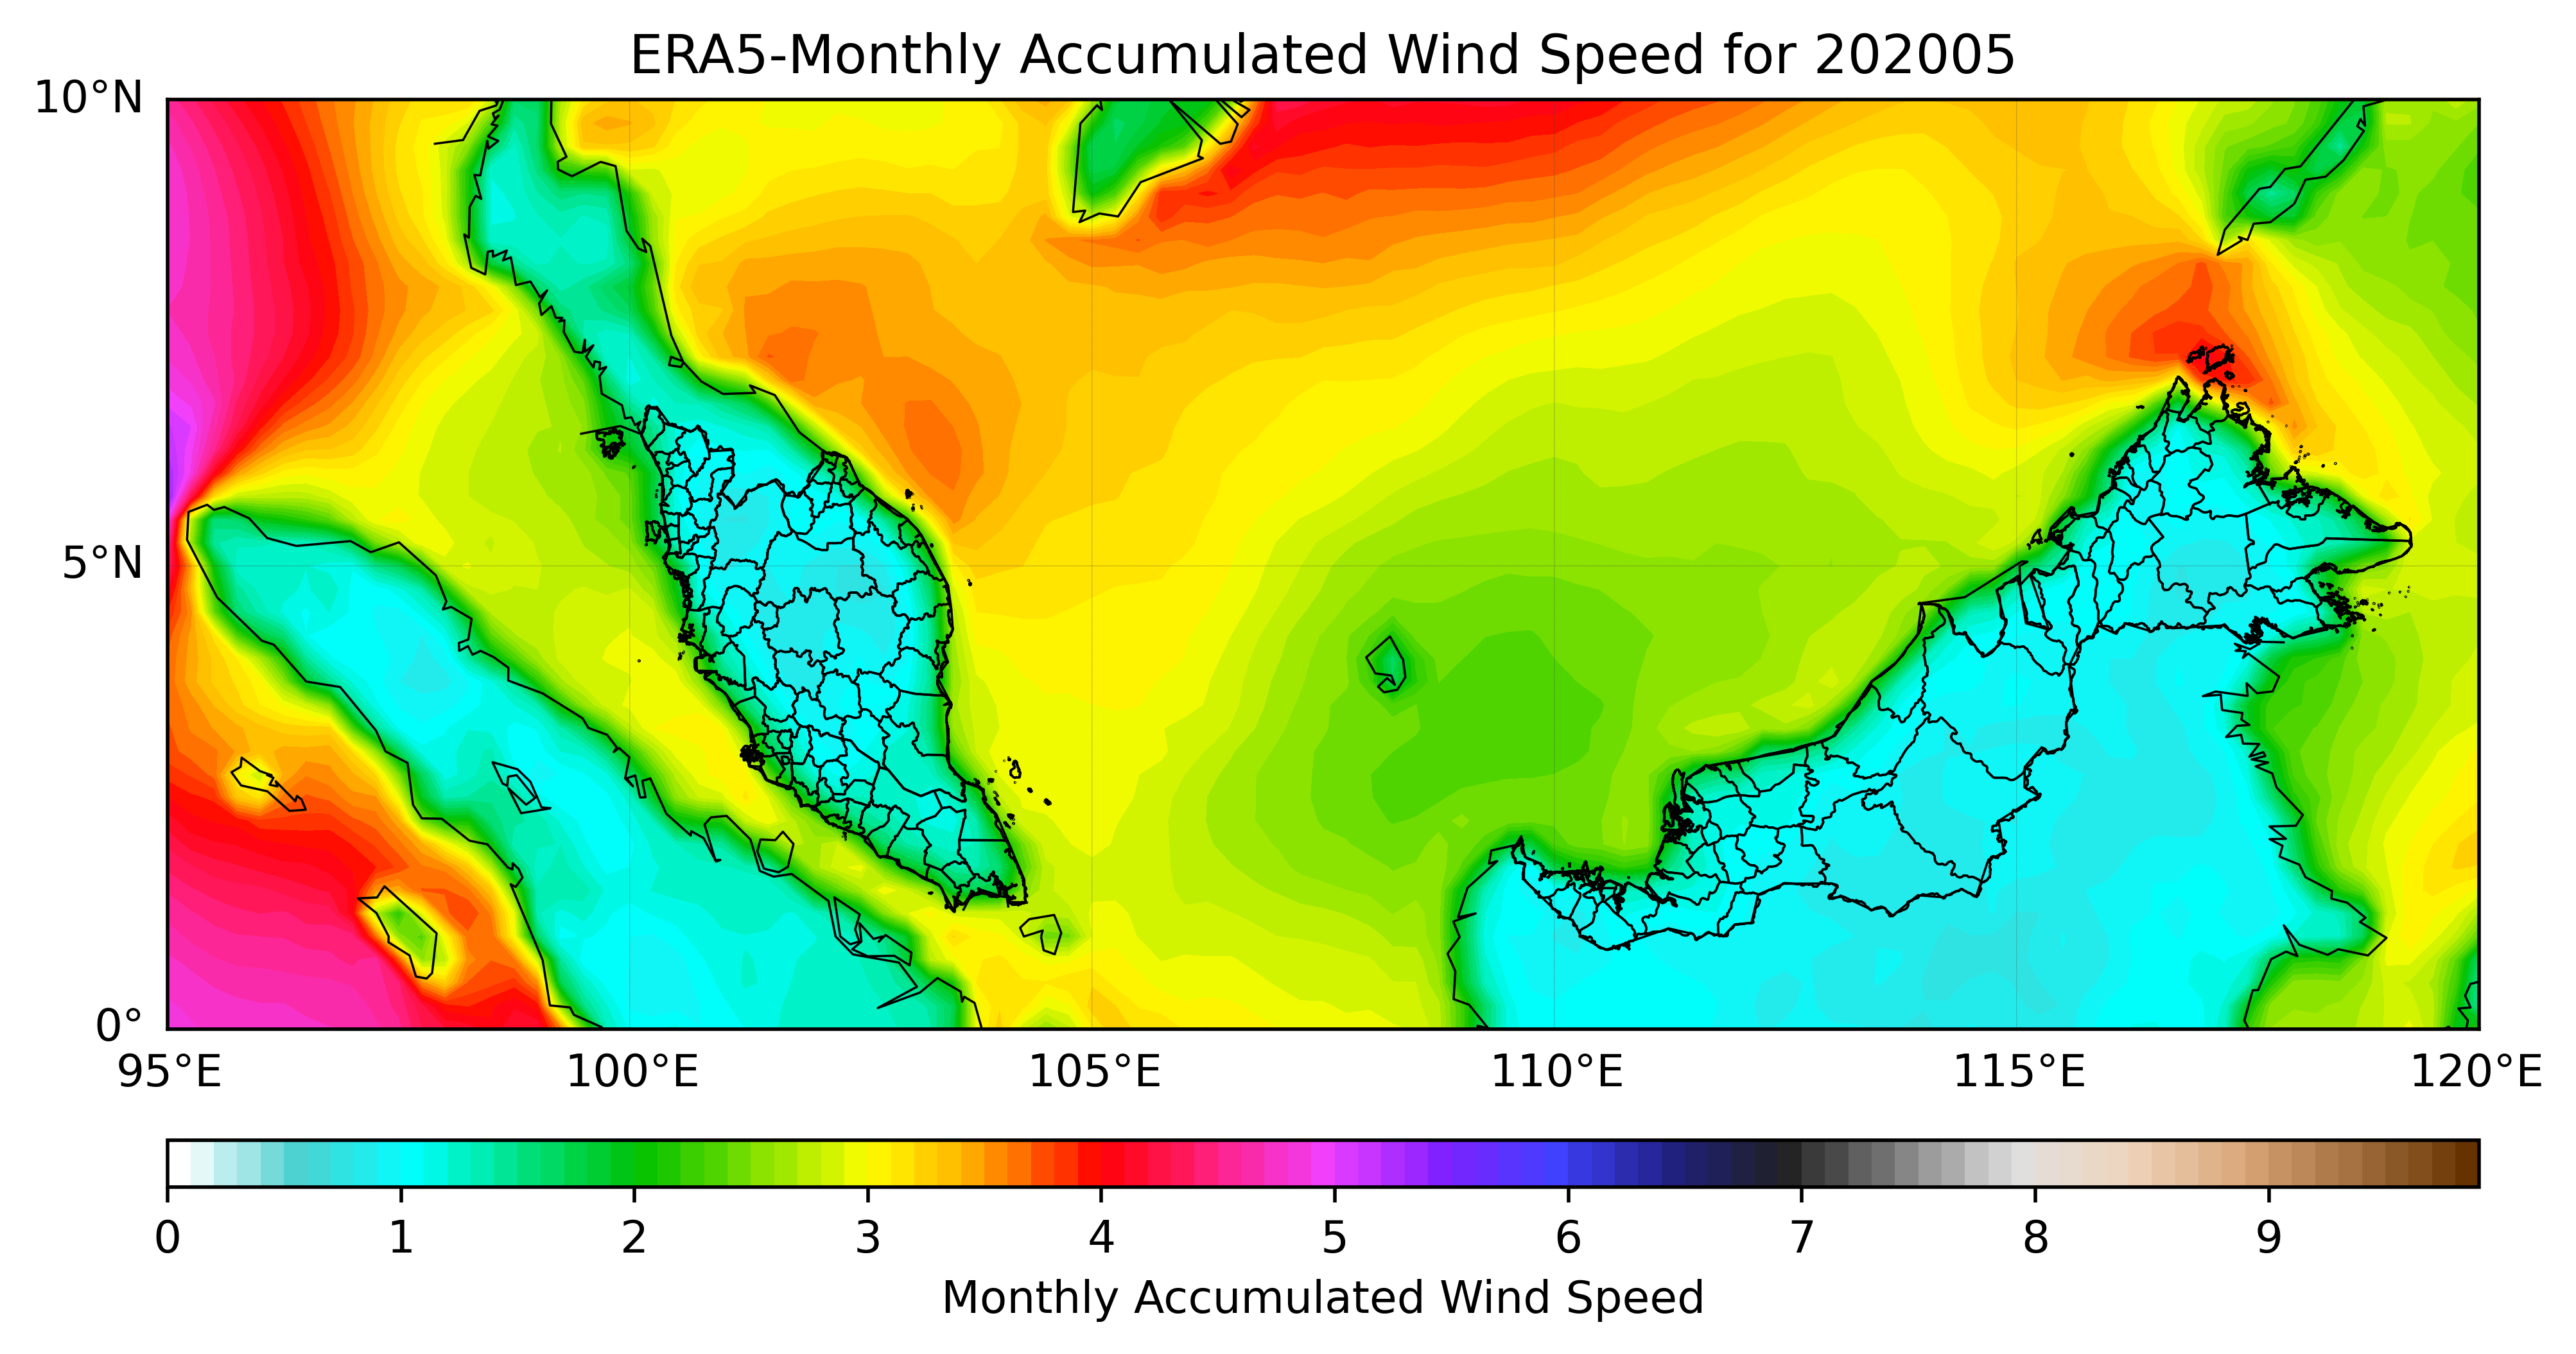 ERA5-Monthly Accumulated Wind Speed for 202005
10°N
5°N
0°
95°E 100°E 105°E 110°E 115°E 120°E
0 1 2 3 4 5 6 7 8 9
Monthly Accumulated Wind Speed